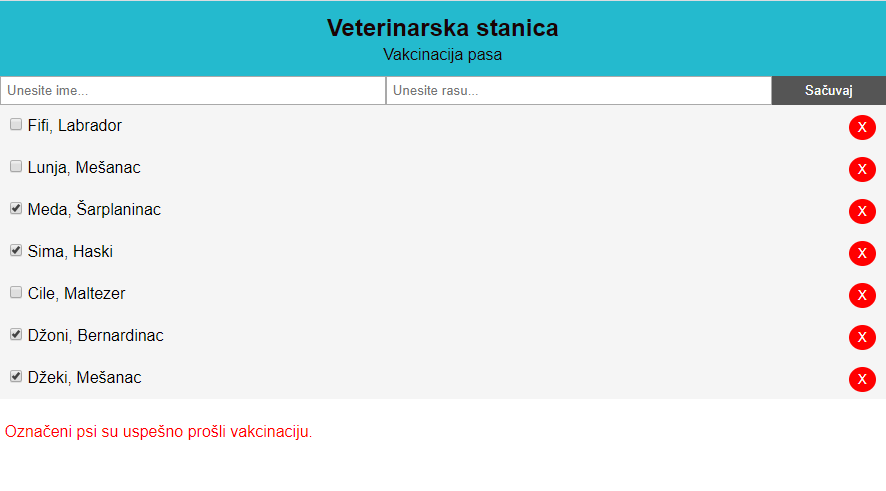 Veterinarska stanica
Vakcinacija pasa
Unesite ime... Unesite rasu... Sačuvaj
Fifi, Labrador X
Lunja, Mešanac X
Meda, Šarplaninac X
Sima, Haski X
Cile, Maltezer X
Džoni, Bernardinac X
Džeki, Mešanac X
Označeni psi su uspešno prošli vakcinaciju.